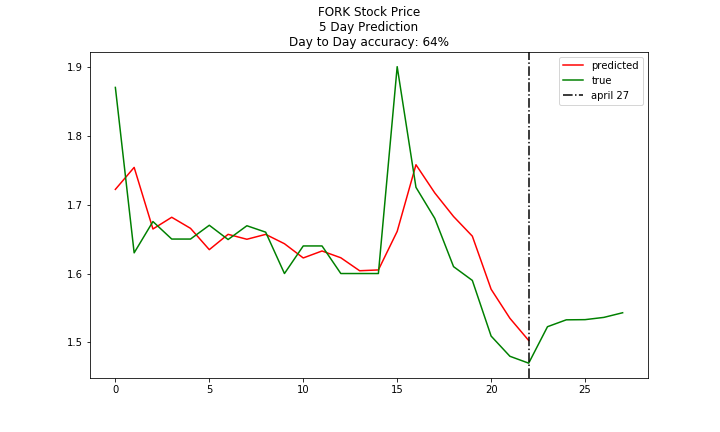 FORK Stock Price
5 Day Prediction
Day to Day accuracy: 64%
predicted
true
april 27
1.9
1.8
1.7
1.6
1.5
0 5 10 15 20 25